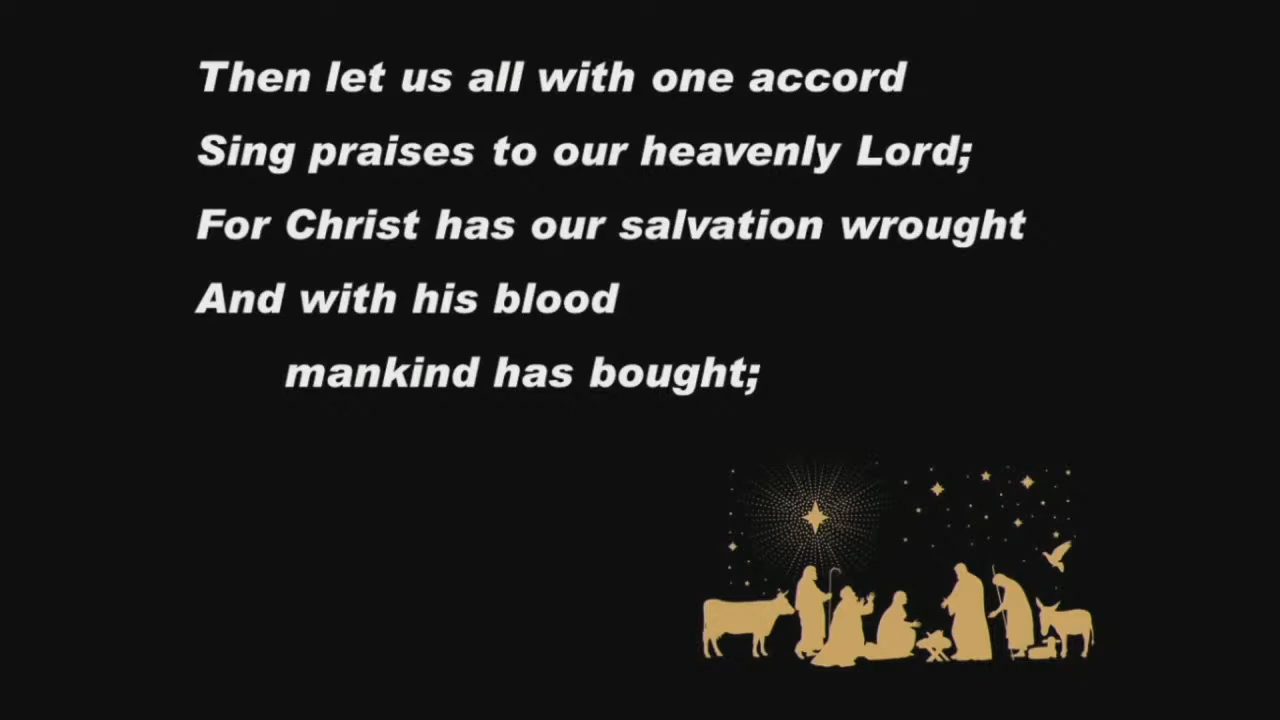 Then let us all with one accord
Sing praises to our heavenly Lord;
For Christ has our salvation wrought
And with his blood
mankind has bought;